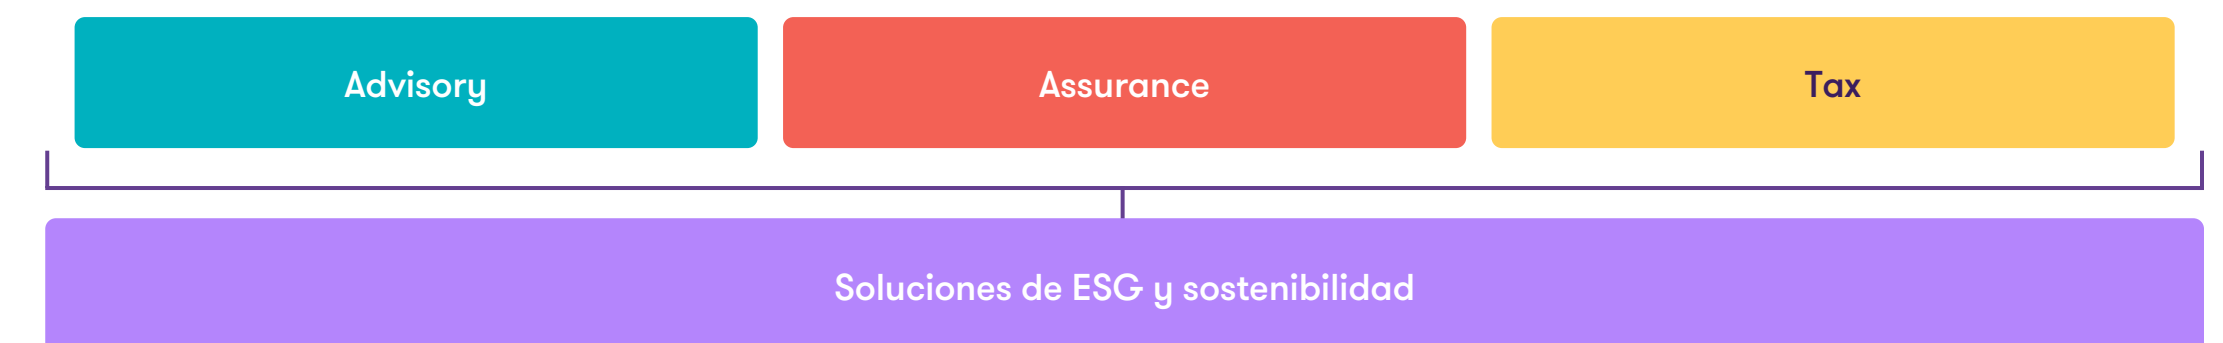 Advisory
Assurance
Tax
Soluciones de ESG y sostenibilidad